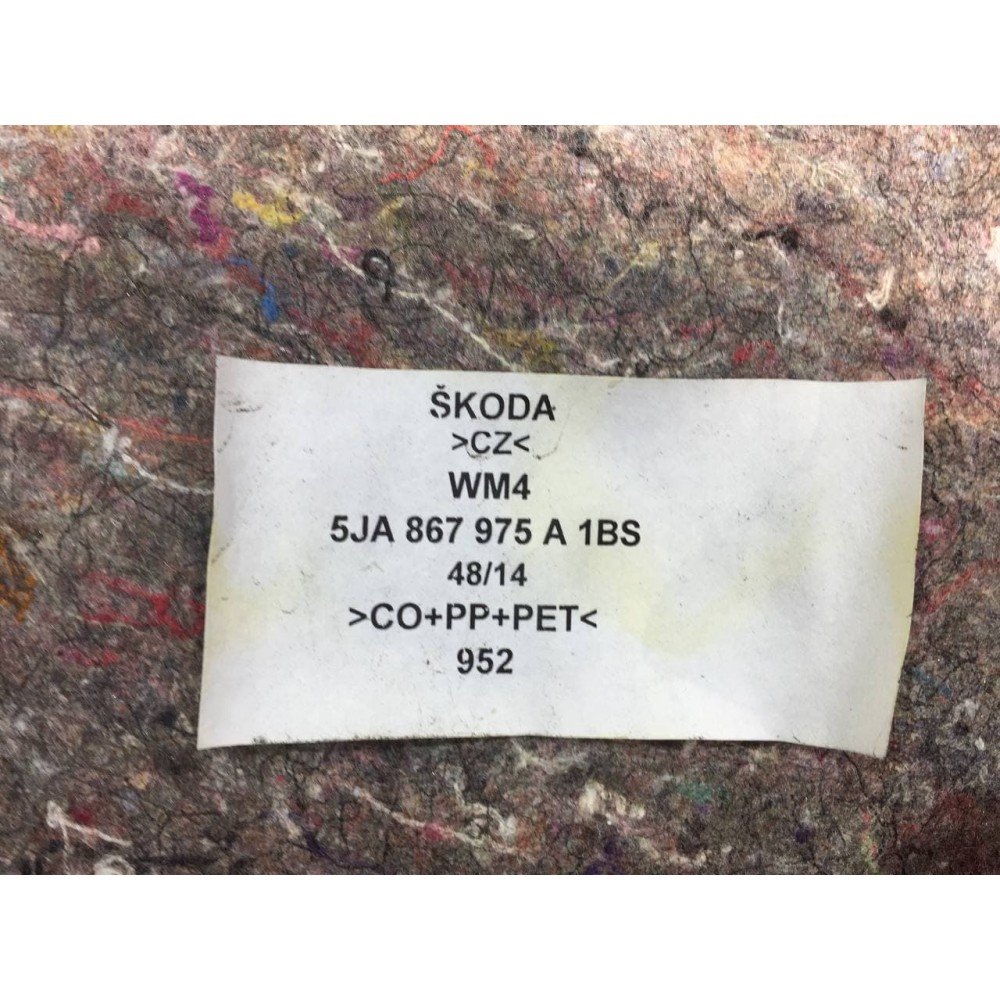 ŠKODA
>CZ<
WM4
5JA 867 975 A 1BS
48/14
>CO+PP+PET<
952